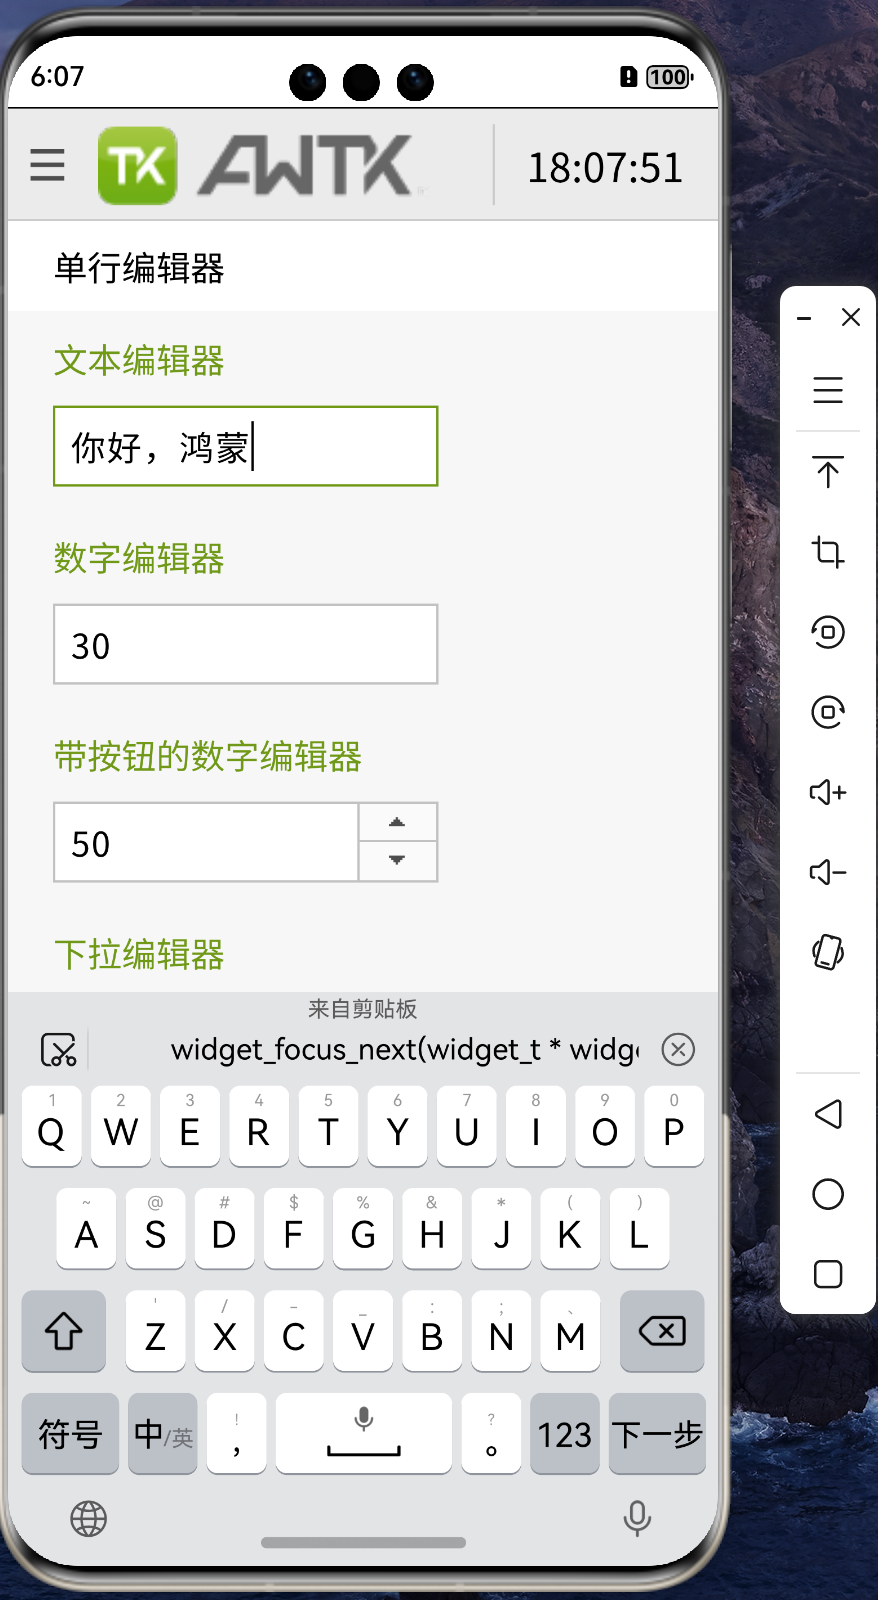 6:07
100
TK AWTK
18:07:51
单行编辑器
文本编辑器
你好，鸿蒙
数字编辑器
30
带按钮的数字编辑器
50
下拉编辑器
来自剪贴板
widget_focus_next(widget_t * widg
1 2 3 4 5 6 7 8 9 0
Q W E R T Y U I O P
~ @ # $ % & * ( )
A S D F G H J K L
' / - _ : ; 、
Z X C V B N M
! ?
符号 中/英 , 。 123 下一步